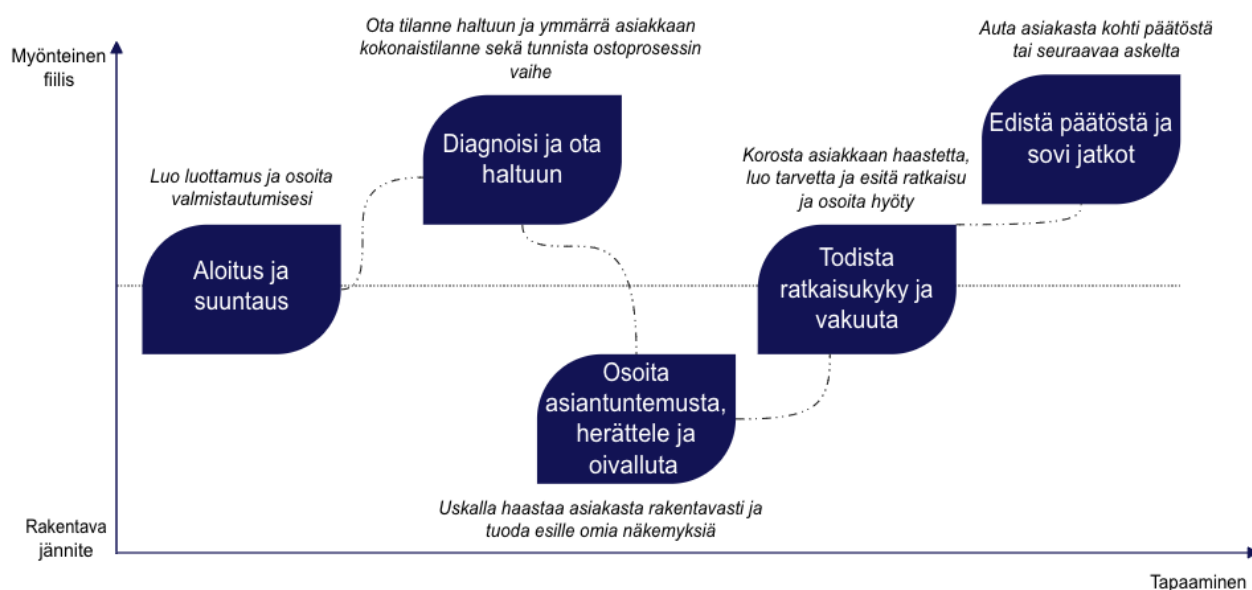 Myönteinen
fiilis
Ota tilanne haltuun ja ymmärrä asiakkaan
kokonaistilanne sekä tunnista ostoprosessin
vaihe
Auta asiakasta kohti päätöstä
tai seuraavaa askelta
Diagnoisi ja ota
haltuun
Edistä päätöstä ja
sovi jatkot
Luo luottamus ja osoita
valmistautumisesi
Korosta asiakkaan haastetta,
luo tarvetta ja esitä ratkaisu
ja osoita hyöty
Aloitus ja
suuntaus
Todista
ratkaisukyky ja
vakuuta
Osoita
asiantuntemusta,
herättele ja
oivalluta
Uskalla haastaa asiakasta rakentavasti ja
tuoda esille omia näkemyksiä
Rakentava
jännite
Tapaaminen